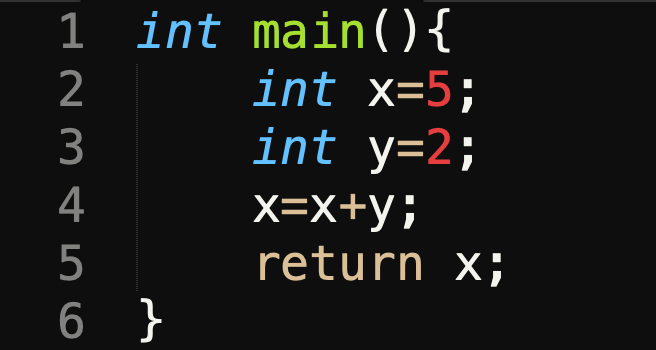 1 int main(){
2 int x=5;
3 int y=2;
4 x=x+y;
5 return x;
6 }